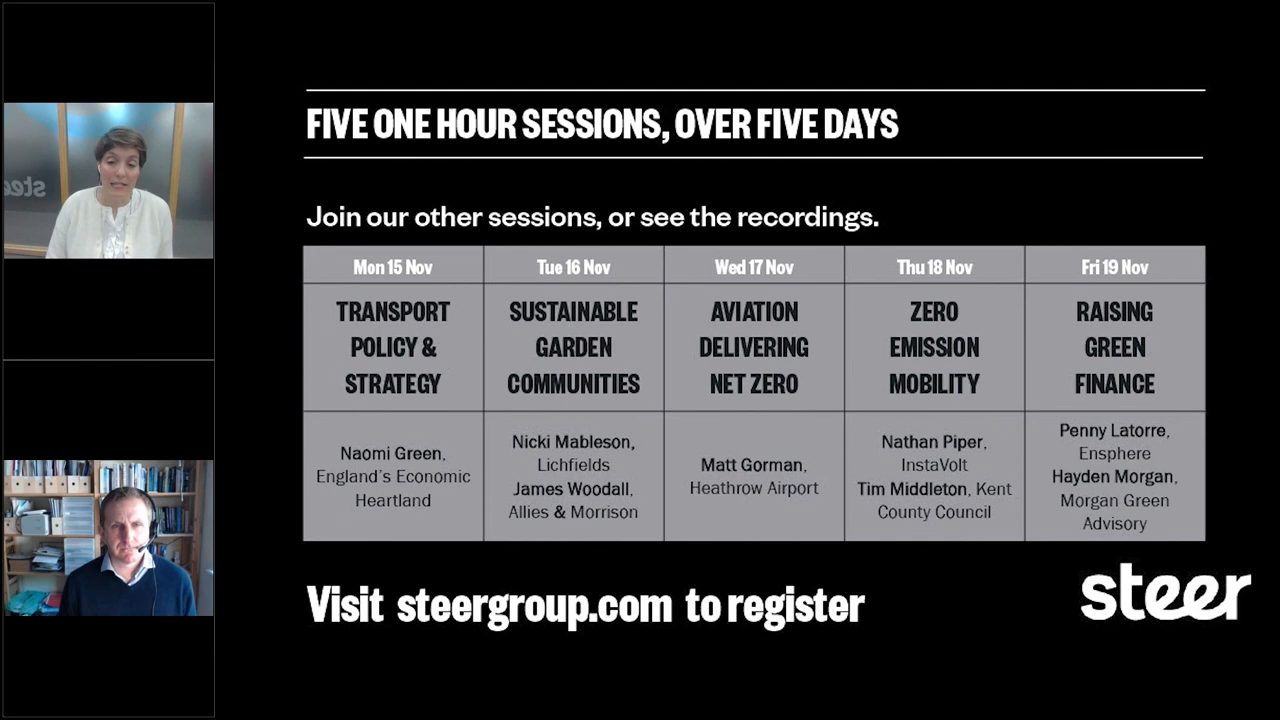 FIVE ONE HOUR SESSIONS, OVER FIVE DAYS
Join our other sessions, or see the recordings.
Mon 15 Nov
Tue 16 Nov
Wed 17 Nov
Thu 18 Nov
Fri 19 Nov
TRANSPORT
POLICY &
STRATEGY
SUSTAINABLE
GARDEN
COMMUNITIES
AVIATION
DELIVERING
NET ZERO
ZERO
EMISSION
MOBILITY
RAISING
GREEN
FINANCE
Naomi Green,
England's Economic
Heartland
Nicki Mableson,
Lichfields
James Woodall,
Allies & Morrison
Matt Gorman,
Heathrow Airport
Nathan Piper,
InstaVolt
Tim Middleton, Kent
County Council
Penny Latorre,
Ensphere
Hayden Morgan,
Morgan Green
Advisory
Visit steergroup.com to register
steer
stee